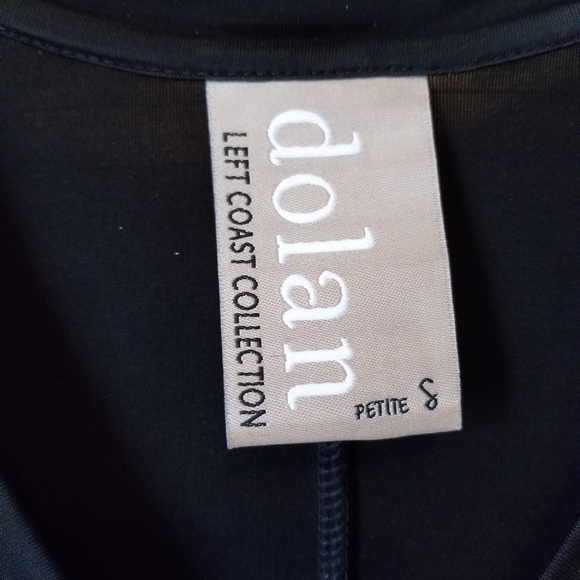 dolan
LEFT COAST COLLECTION
PETITE S